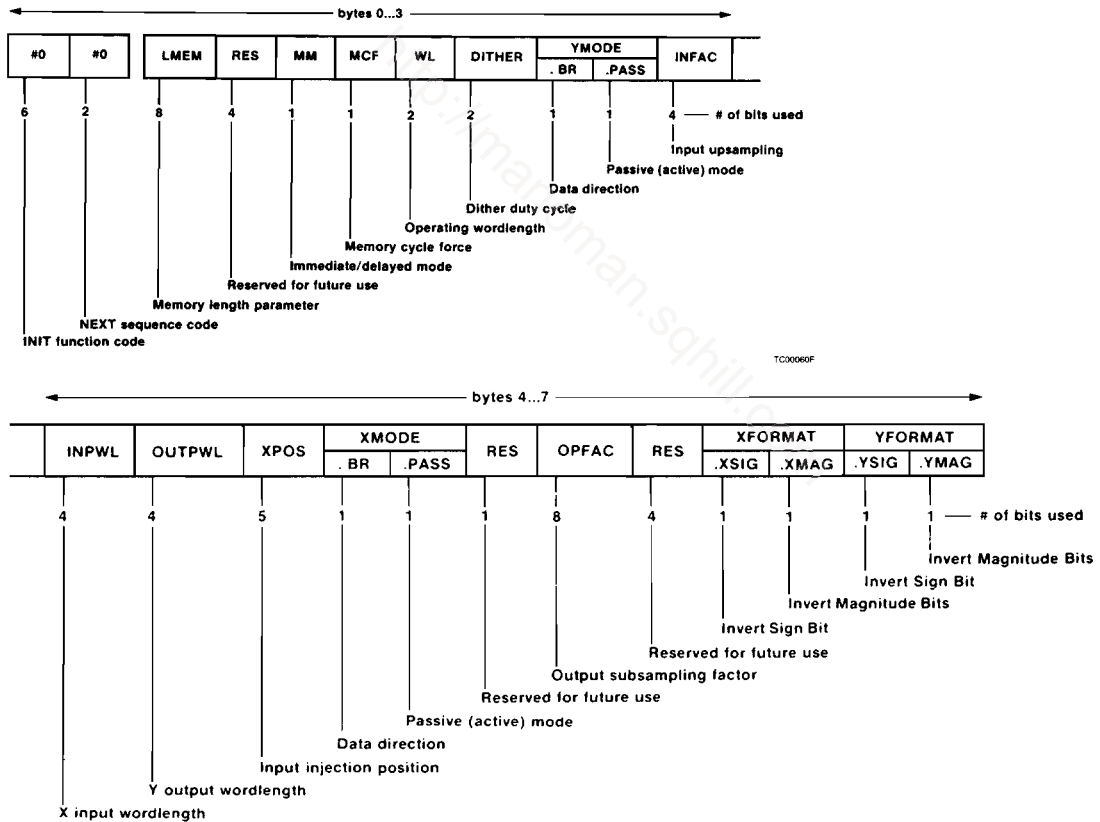 bytes 0...3
#0 #0 LMEM RES MM MCF WL DITHER YMODE INFAC
.BR .PASS
6 2 8 4 1 1 2 2 1 1 4 # of bits used
Input upsampling
Passive (active) mode
Data direction
Dither duty cycle
Operating wordlength
Memory cycle force
Immediate/delayed mode
Reserved for future use
Memory length parameter
NEXT sequence code
INIT function code
TC00060F
bytes 4...7
INPWL OUTPWL XPOS XMODE RES OPFAC RES XFORMAT YFORMAT
.BR .PASS .XSIG .XMAG .YSIG .YMAG
4 4 5 1 1 1 8 4 1 1 1 1 # of bits used
Invert Magnitude Bits
Invert Sign Bit
Invert Magnitude Bits
Invert Sign Bit
Reserved for future use
Output subsampling factor
Reserved for future use
Passive (active) mode
Data direction
Input injection position
Y output wordlength
X input wordlength